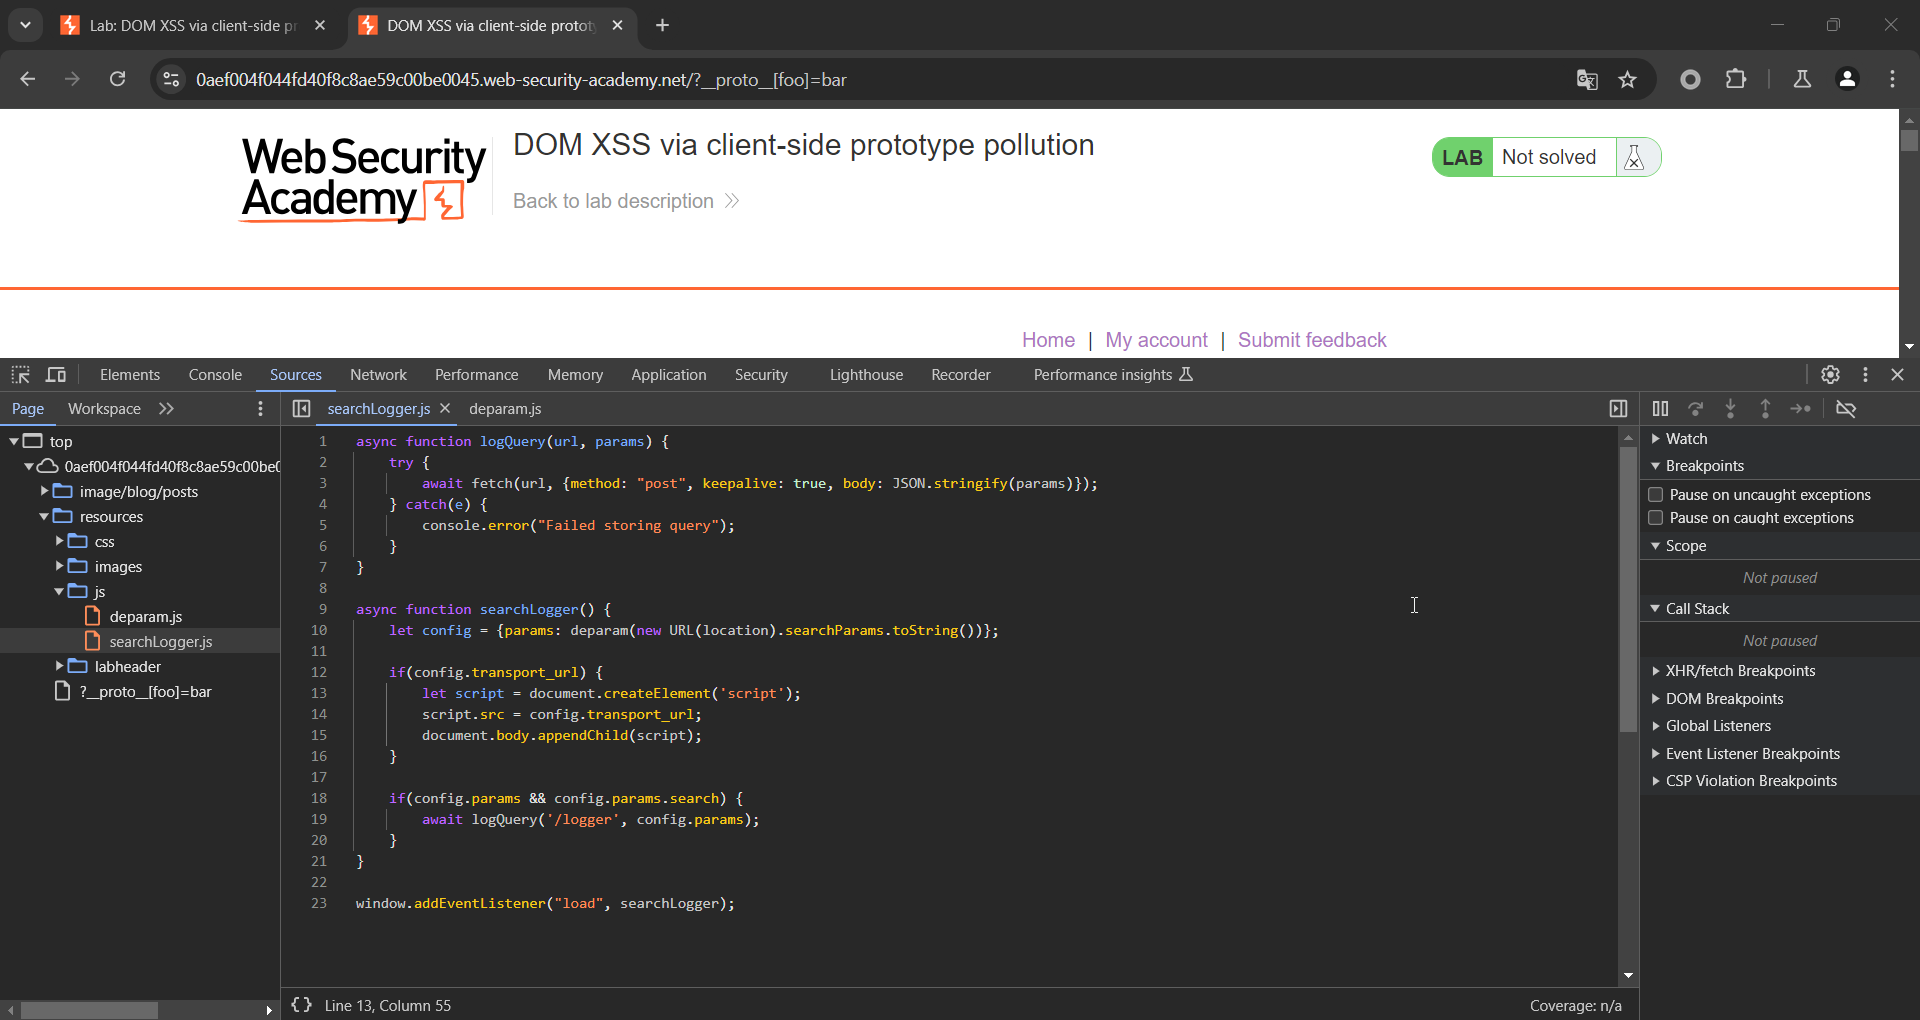 Lab: DOM XSS via client-side pr
DOM XSS via client-side protot
0aef004f044fd40f8c8ae59c00be0045.web-security-academy.net/?__proto__[foo]=bar
WebSecurity
Academy
DOM XSS via client-side prototype pollution
Back to lab description
LAB Not solved
Home | My account | Submit feedback
Elements Console Sources Network Performance Memory Application Security Lighthouse Recorder Performance insights
Page Workspace
searchLogger.js deparam.js
top
0aef004f044fd40f8c8ae59c00be0
image/blog/posts
resources
css
images
js
deparam.js
searchLogger.js
labheader
?__proto__[foo]=bar
1 async function logQuery(url, params) {
2 try {
3 await fetch(url, {method: "post", keepalive: true, body: JSON.stringify(params)});
4 } catch(e) {
5 console.error("Failed storing query");
6 }
7 }
8
9 async function searchLogger() {
10 let config = {params: deparam(new URL(location).searchParams.toString())};
11
12 if(config.transport_url) {
13 let script = document.createElement('script');
14 script.src = config.transport_url;
15 document.body.appendChild(script);
16 }
17
18 if(config.params && config.params.search) {
19 await logQuery('/logger', config.params);
20 }
21 }
22
23 window.addEventListener("load", searchLogger);
{} Line 13, Column 55
Coverage: n/a
Watch
Breakpoints
Pause on uncaught exceptions
Pause on caught exceptions
Scope
Not paused
Call Stack
Not paused
XHR/fetch Breakpoints
DOM Breakpoints
Global Listeners
Event Listener Breakpoints
CSP Violation Breakpoints